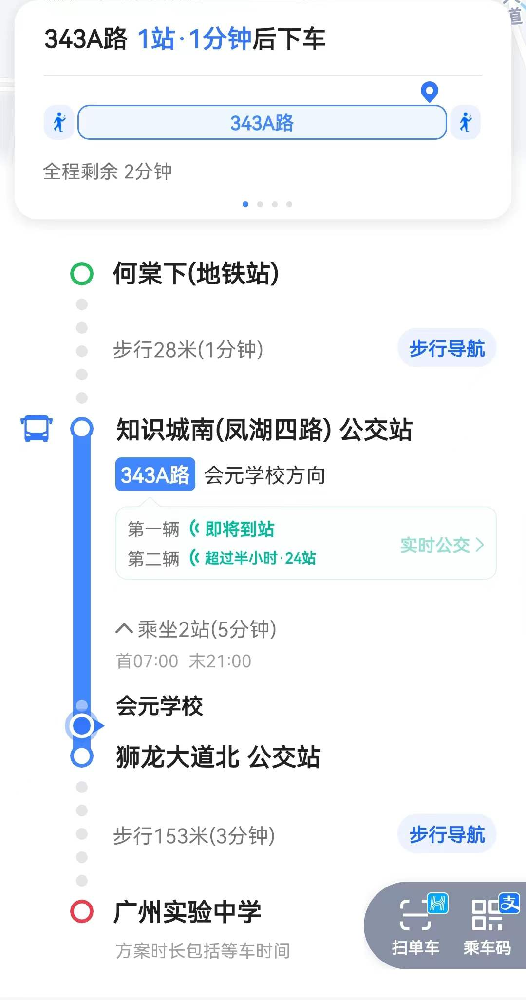 道
343A路 1站·1分钟后下车
343A路
全程剩余 2分钟
何棠下(地铁站)
步行28米(1分钟)
步行导航
知识城南(凤湖四路) 公交站
343A路 会元学校方向
第一辆 即将到站
第二辆 超过半小时·24站
实时公交
乘坐2站(5分钟)
首07:00 末21:00
会元学校
狮龙大道北 公交站
步行153米(3分钟)
步行导航
广州实验中学
方案时长包括等车时间
支
扫单车
乘车码